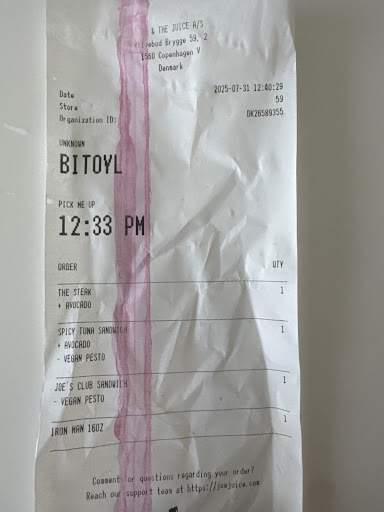 & THE JUICE A/S
Brygge 59, 2
1560 Copenhagen V
Denmark
Date 2025-07-31 12:40:29
Store 59
Organization ID: DK26589355
UNKNOWN
BITOYL
PICK ME UP
12:33 PM
ORDER QTY
THE STEAK 1
+ AVOCADO
SPICY TUNA SANDWICH 1
+ AVOCADO
- VEGAN PESTO
JOE'S CLUB SANDWICH 1
- VEGAN PESTO
IRON MAN 16OZ 1
Comments or questions regarding your order?
Reach our support team at https://joejuice.com